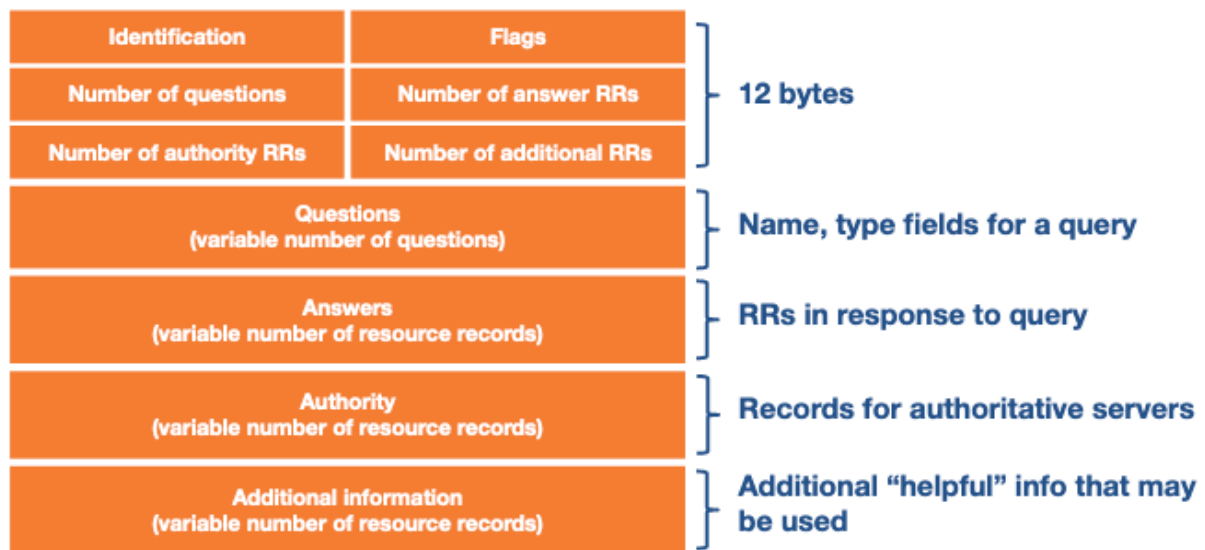 Identification
Flags
Number of questions
Number of answer RRs
12 bytes
Number of authority RRs
Number of additional RRs
Questions
(variable number of questions)
Name, type fields for a query
Answers
(variable number of resource records)
RRs in response to query
Authority
(variable number of resource records)
Records for authoritative servers
Additional information
(variable number of resource records)
Additional “helpful” info that may
be used